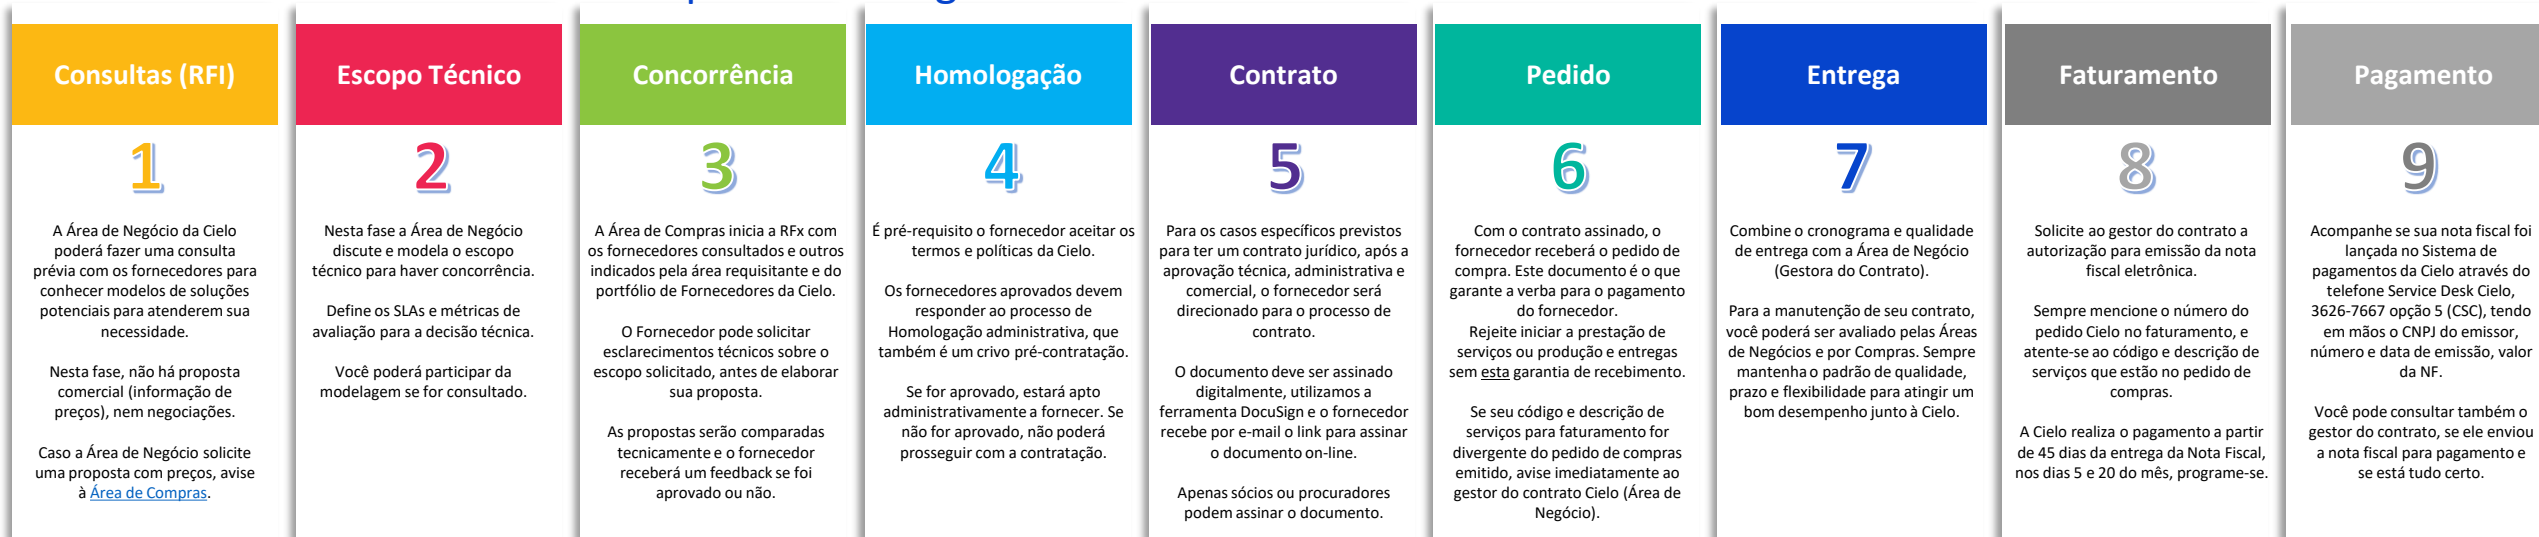 Consultas (RFI)
1
A Área de Negócio da Cielo
poderá fazer uma consulta
prévia com os fornecedores para
conhecer modelos de soluções
potenciais para atenderem sua
necessidade.
Nesta fase, não há proposta
comercial (informação de
preços), nem negociações.
Caso a Área de Negócio solicite
uma proposta com preços, avise
à Área de Compras.
Escopo Técnico
2
Nesta fase a Área de Negócio
discute e modela o escopo
técnico para haver concorrência.
Define os SLAs e métricas de
avaliação para a decisão técnica.
Você poderá participar da
modelagem se for consultado.
Concorrência
3
A Área de Compras inicia a RFx com
os fornecedores consultados e outros
indicados pela área requisitante e do
portfólio de Fornecedores da Cielo.
O Fornecedor pode solicitar
esclarecimentos técnicos sobre o
escopo solicitado, antes de elaborar
sua proposta.
As propostas serão comparadas
tecnicamente e o fornecedor
receberá um feedback se foi
aprovado ou não.
Homologação
4
É pré-requisito o fornecedor aceitar os
termos e políticas da Cielo.
Os fornecedores aprovados devem
responder ao processo de
Homologação administrativa, que
também é um crivo pré-contratação.
Se for aprovado, estará apto
administrativamente a fornecer. Se
não for aprovado, não poderá
prosseguir com a contratação.
Contrato
5
Para os casos específicos previstos
para ter um contrato jurídico, após a
aprovação técnica, administrativa e
comercial, o fornecedor será
direcionado para o processo de
contrato.
O documento deve ser assinado
digitalmente, utilizamos a
ferramenta DocuSign e o fornecedor
recebe por e-mail o link para assinar
o documento on-line.
Apenas sócios ou procuradores
podem assinar o documento.
Pedido
6
Com o contrato assinado, o
fornecedor receberá o pedido de
compra. Este documento é o que
garante a verba para o pagamento
do fornecedor.
Rejeite iniciar a prestação de
serviços ou produção e entregas
sem esta garantia de recebimento.
Se seu código e descrição de
serviços para faturamento for
divergente do pedido de compras
emitido, avise imediatamente ao
gestor do contrato Cielo (Área de
Negócio).
Entrega
7
Combine o cronograma e qualidade
de entrega com a Área de Negócio
(Gestora do Contrato).
Para a manutenção de seu contrato,
você poderá ser avaliado pelas Áreas
de Negócios e por Compras. Sempre
mantenha o padrão de qualidade,
prazo e flexibilidade para atingir um
bom desempenho junto à Cielo.
Faturamento
8
Solicite ao gestor do contrato a
autorização para emissão da nota
fiscal eletrônica.
Sempre mencione o número do
pedido Cielo no faturamento, e
atente-se ao código e descrição de
serviços que estão no pedido de
compras.
A Cielo realiza o pagamento a partir
de 45 dias da entrega da Nota Fiscal,
nos dias 5 e 20 do mês, programe-se.
Pagamento
9
Acompanhe se sua nota fiscal foi
lançada no Sistema de
pagamentos da Cielo através do
telefone Service Desk Cielo,
3626-7667 opção 5 (CSC), tendo
em mãos o CNPJ do emissor,
número e data de emissão, valor
da NF.
Você pode consultar também o
gestor do contrato, se ele enviou
a nota fiscal para pagamento e
se está tudo certo.